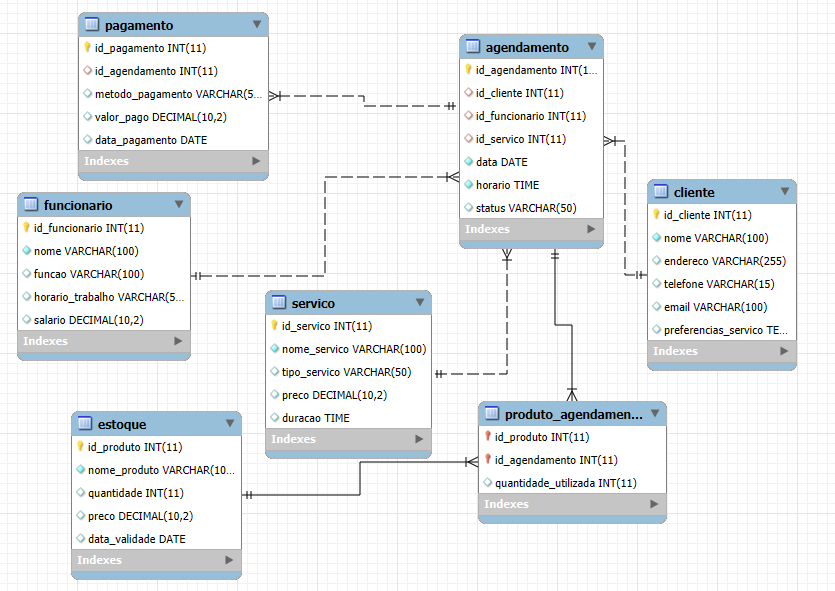 pagamento
id_pagamento INT(11)
id_agendamento INT(11)
metodo_pagamento VARCHAR(5...
valor_pago DECIMAL(10,2)
data_pagamento DATE
Indexes
agendamento
id_agendamento INT(1...
id_cliente INT(11)
id_funcionario INT(11)
id_servico INT(11)
data DATE
horario TIME
status VARCHAR(50)
Indexes
funcionario
id_funcionario INT(11)
nome VARCHAR(100)
funcao VARCHAR(100)
horario_trabalho VARCHAR(5...
salario DECIMAL(10,2)
Indexes
cliente
id_cliente INT(11)
nome VARCHAR(100)
endereco VARCHAR(255)
telefone VARCHAR(15)
email VARCHAR(100)
preferencias_servico TE...
Indexes
servico
id_servico INT(11)
nome_servico VARCHAR(100)
tipo_servico VARCHAR(50)
preco DECIMAL(10,2)
duracao TIME
Indexes
estoque
id_produto INT(11)
nome_produto VARCHAR(10...
quantidade INT(11)
preco DECIMAL(10,2)
data_validade DATE
Indexes
produto_agendamen...
id_produto INT(11)
id_agendamento INT(11)
quantidade_utilizada INT(11)
Indexes